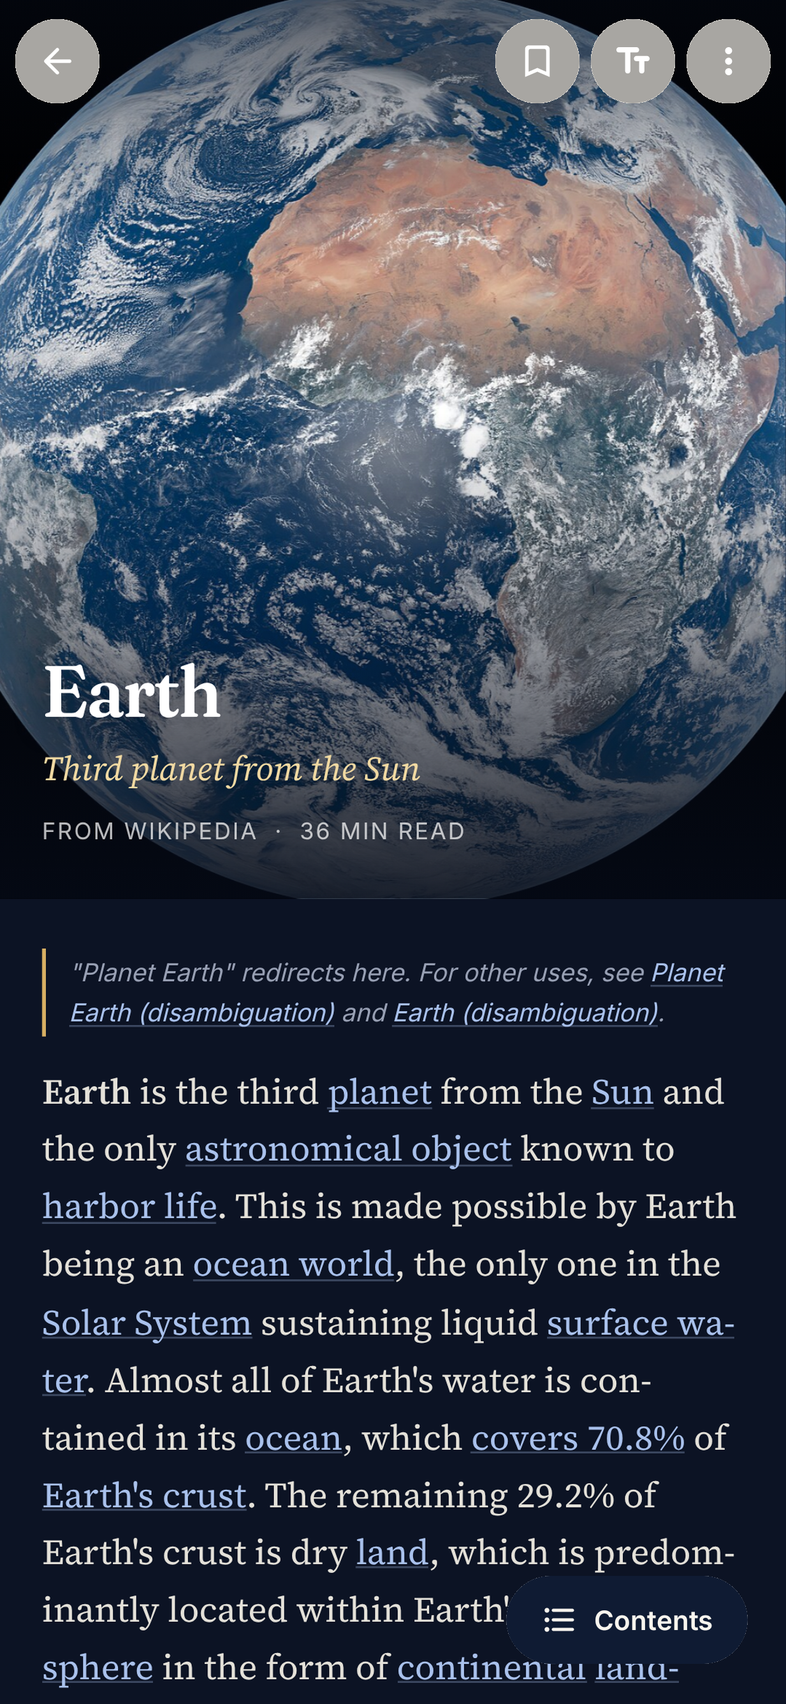 Earth
Third planet from the Sun
FROM WIKIPEDIA · 36 MIN READ
"Planet Earth" redirects here. For other uses, see Planet
Earth (disambiguation) and Earth (disambiguation).
Earth is the third planet from the Sun and
the only astronomical object known to
harbor life. This is made possible by Earth
being an ocean world, the only one in the
Solar System sustaining liquid surface wa-
ter. Almost all of Earth's water is con-
tained in its ocean, which covers 70.8% of
Earth's crust. The remaining 29.2% of
Earth's crust is dry land, which is predom-
inantly located within Earth'
sphere in the form of continental land-
Contents